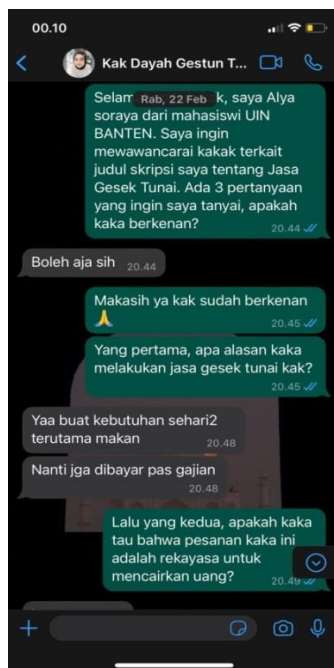 00.10
Kak Dayah Gestun T...
Rab, 22 Feb
Selam k, saya Alya
soraya dari mahasiswi UIN
BANTEN. Saya ingin
mewawancarai kakak terkait
judul skripsi saya tentang Jasa
Gesek Tunai. Ada 3 pertanyaan
yang ingin saya tanyai, apakah
kaka berkenan?
20.44
Boleh aja sih 20.44
Makasih ya kak sudah berkenan
🙏 20.45
Yang pertama, apa alasan kaka
melakukan jasa gesek tunai kak?
20.45
Yaa buat kebutuhan sehari2
terutama makan 20.48
Nanti jga dibayar pas gajian
20.48
Lalu yang kedua, apakah kaka
tau bahwa pesanan kaka ini
adalah rekayasa untuk
mencairkan uang? 20.49